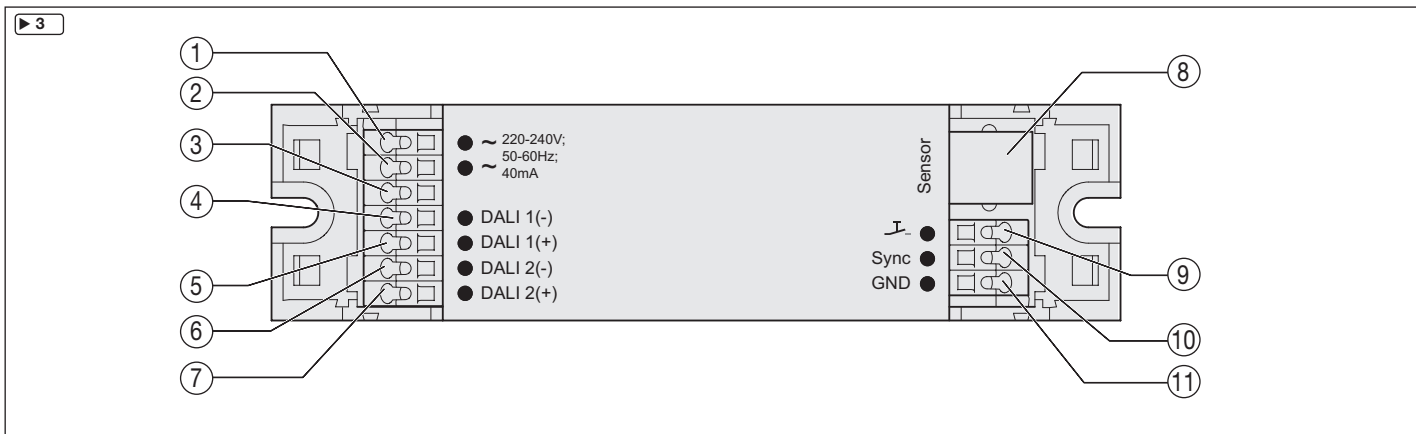 ▶ 3
1
2
3
4
5
6
7
~ 220-240V;
~ 50-60Hz;
40mA
DALI 1(-)
DALI 1(+)
DALI 2(-)
DALI 2(+)
Sensor
Sync
GND
8
9
10
11